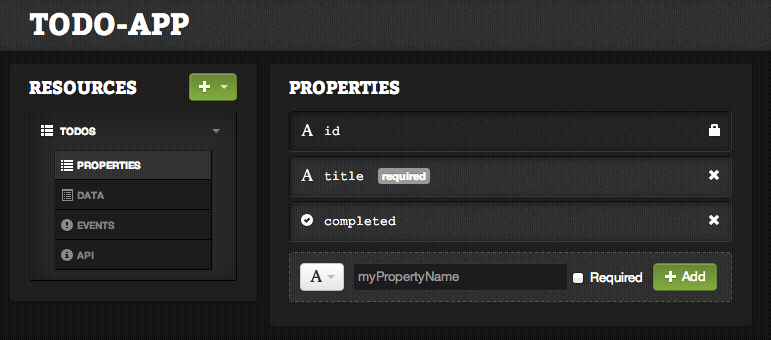 TODO-APP
RESOURCES
TODOS
PROPERTIES
DATA
EVENTS
API
PROPERTIES
A id
A title required
completed
A myPropertyName Required + Add